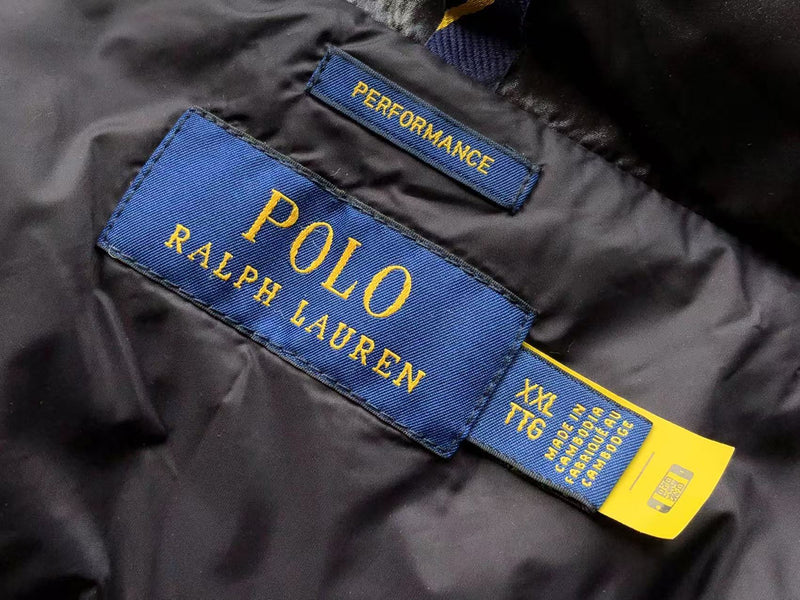 PERFORMANCE
POLO
RALPH LAUREN
XXL
TTG
MADE IN
CAMBODIA
FABRIQUÉ AU
CAMBODGE